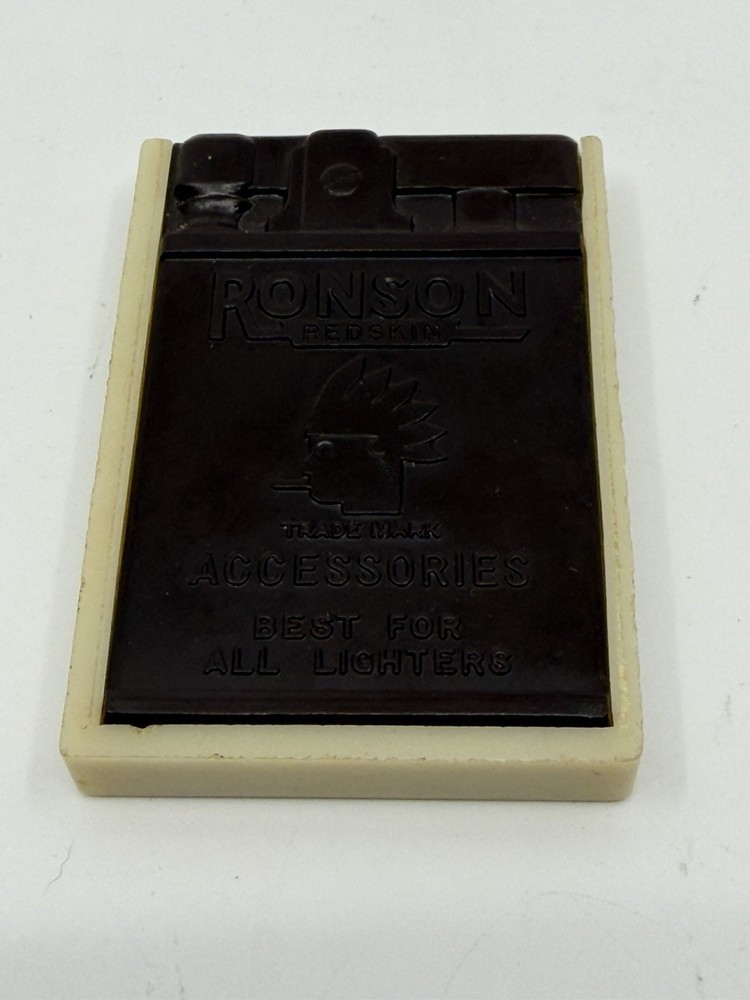 RONSON
REDSKIN
TRADE MARK
ACCESSORIES
BEST FOR
ALL LIGHTERS